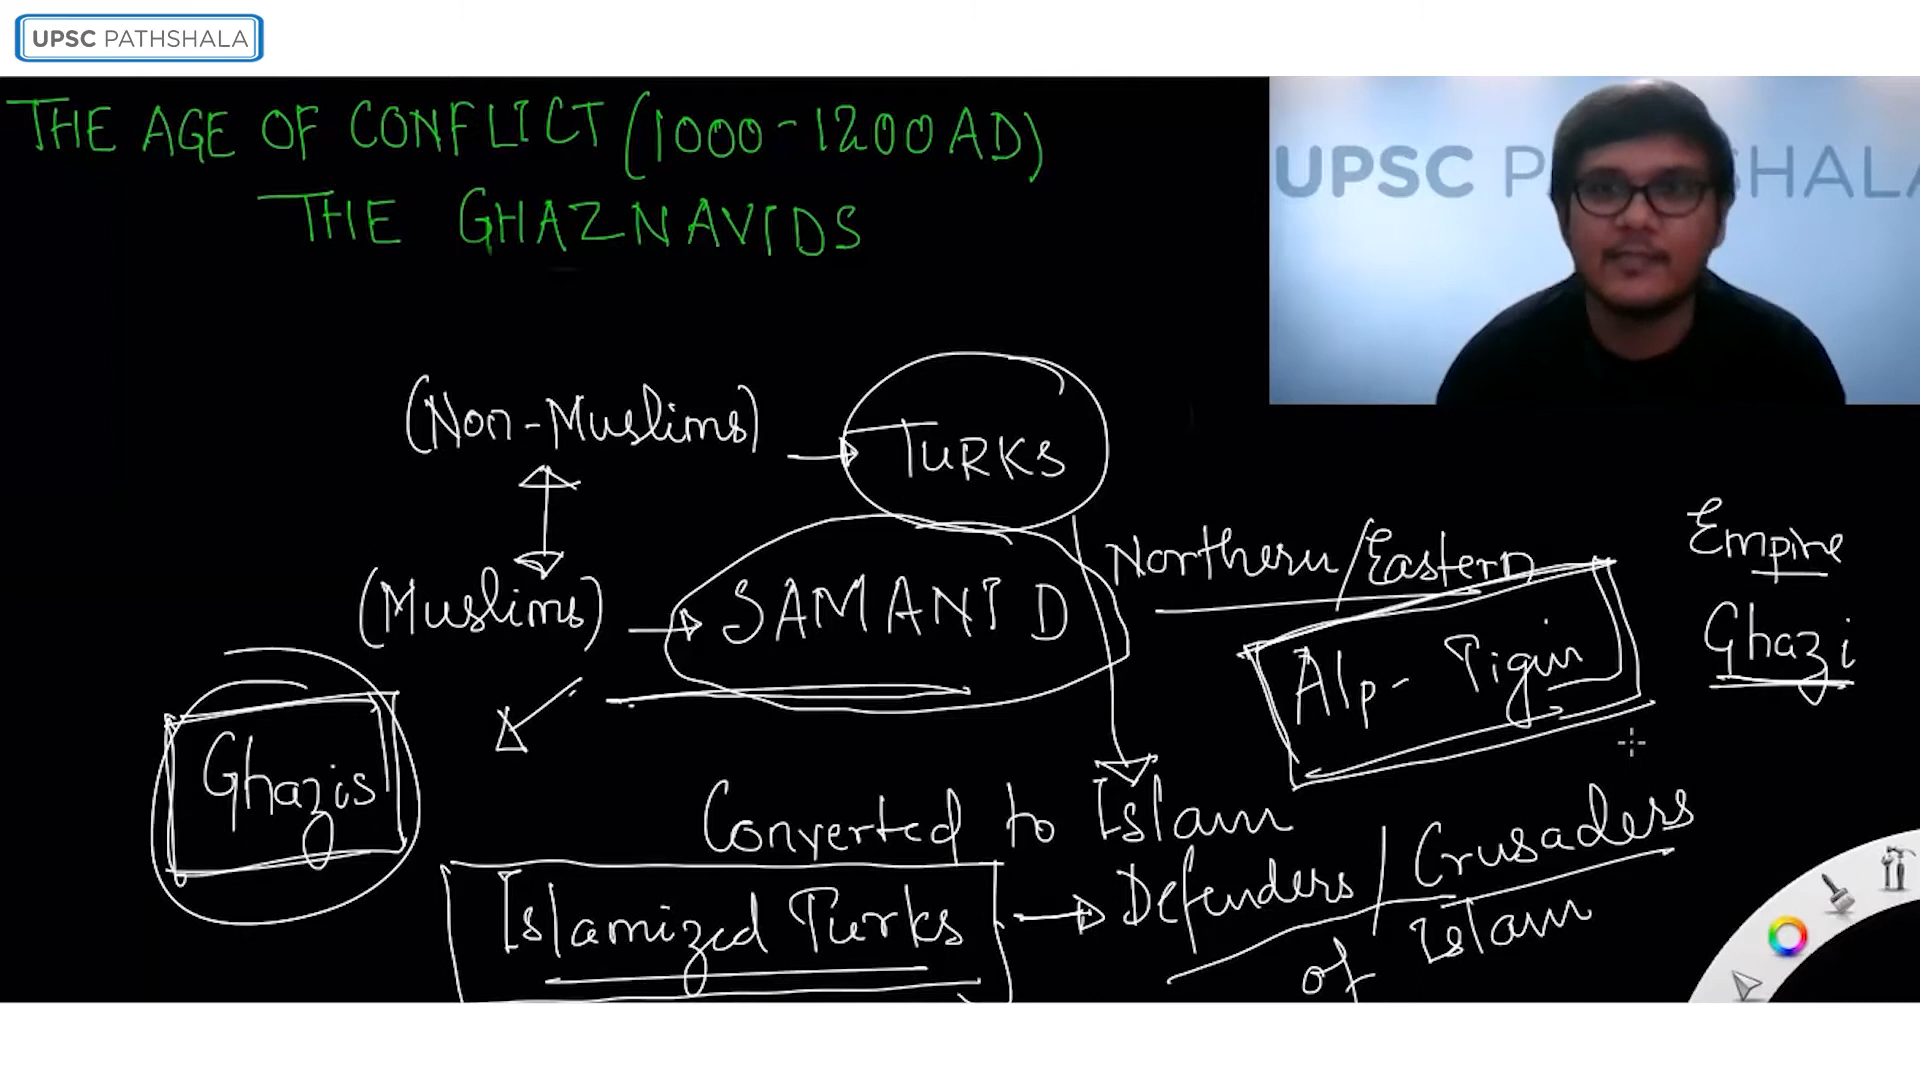 UPSC PATHSHALA
THE AGE OF CONFLICT (1000-1200 AD)
THE GHAZNAVIDS
UPSC P SHALA
(Non-Muslims) → TURKS
(Muslims) → SAMANID
Northern/Eastern
Empire
Alp-Tigin
Ghazi
Ghazis
Converted to Islam
Islamized Turks → Defenders/Crusaders
of Islam